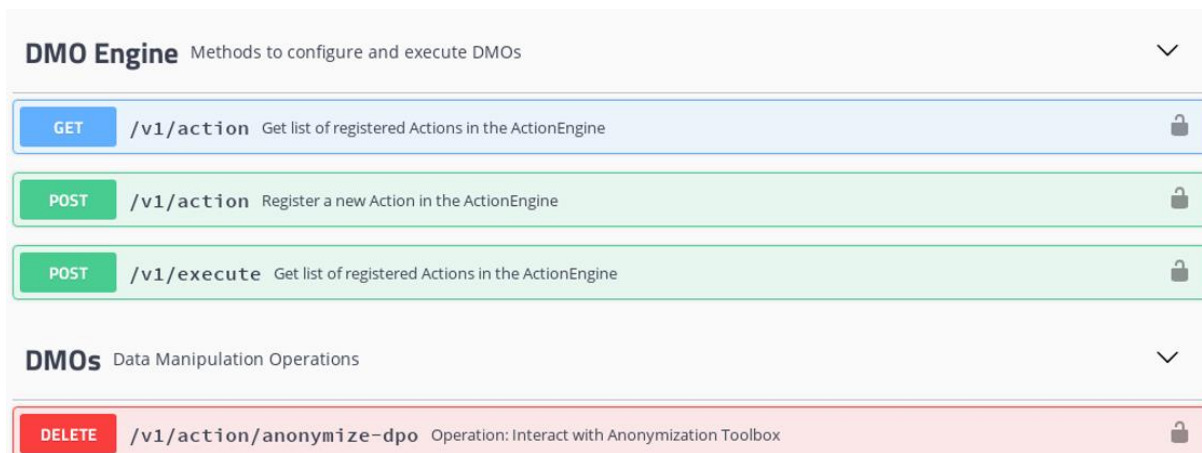 DMO Engine Methods to configure and execute DMOs
GET /v1/action Get list of registered Actions in the ActionEngine
POST /v1/action Register a new Action in the ActionEngine
POST /v1/execute Get list of registered Actions in the ActionEngine
DMOs Data Manipulation Operations
DELETE /v1/action/anonymize-dpo Operation: Interact with Anonymization Toolbox